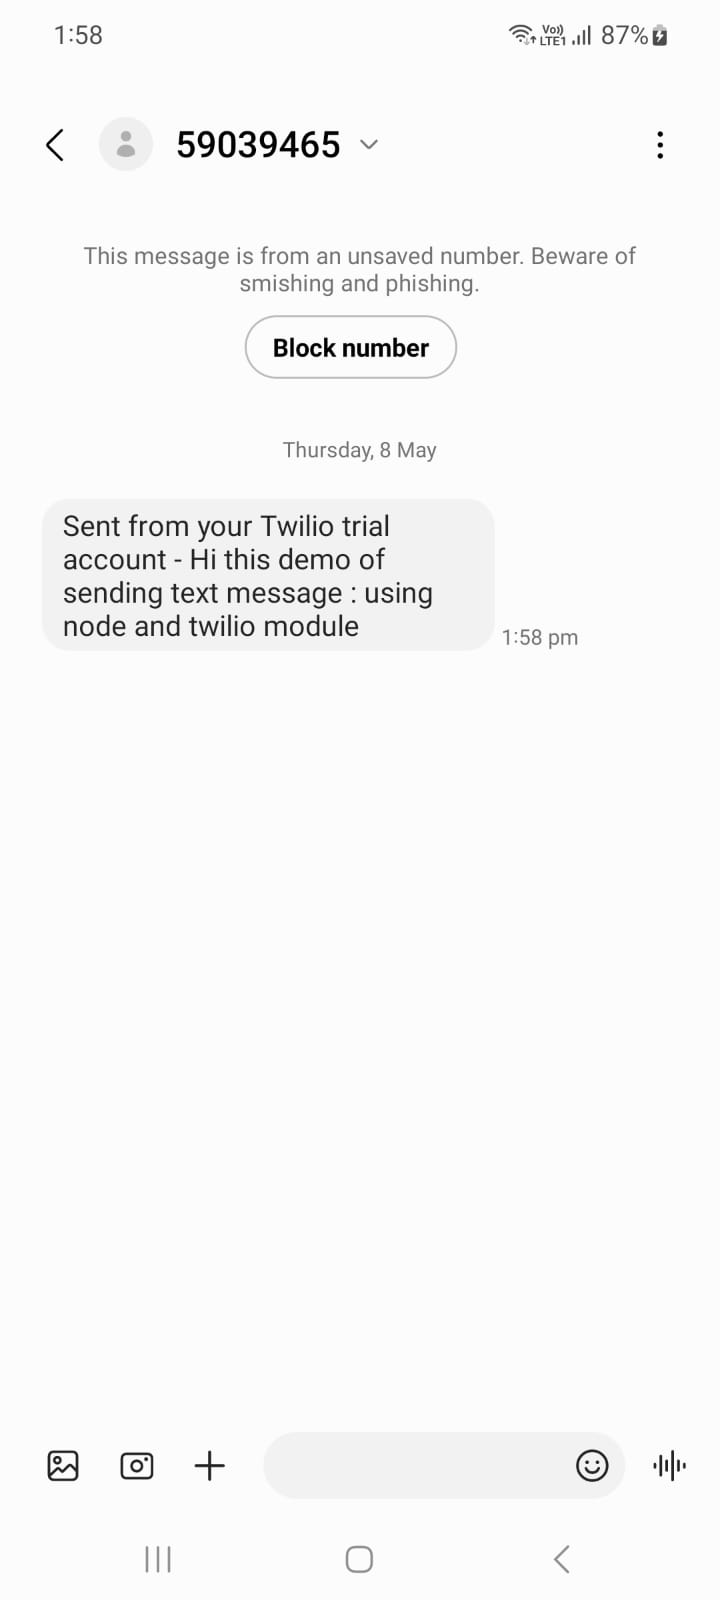 1:58
Vo)) LTE1 87%
59039465
This message is from an unsaved number. Beware of
smishing and phishing.
Block number
Thursday, 8 May
Sent from your Twilio trial
account - Hi this demo of
sending text message : using
node and twilio module
1:58 pm